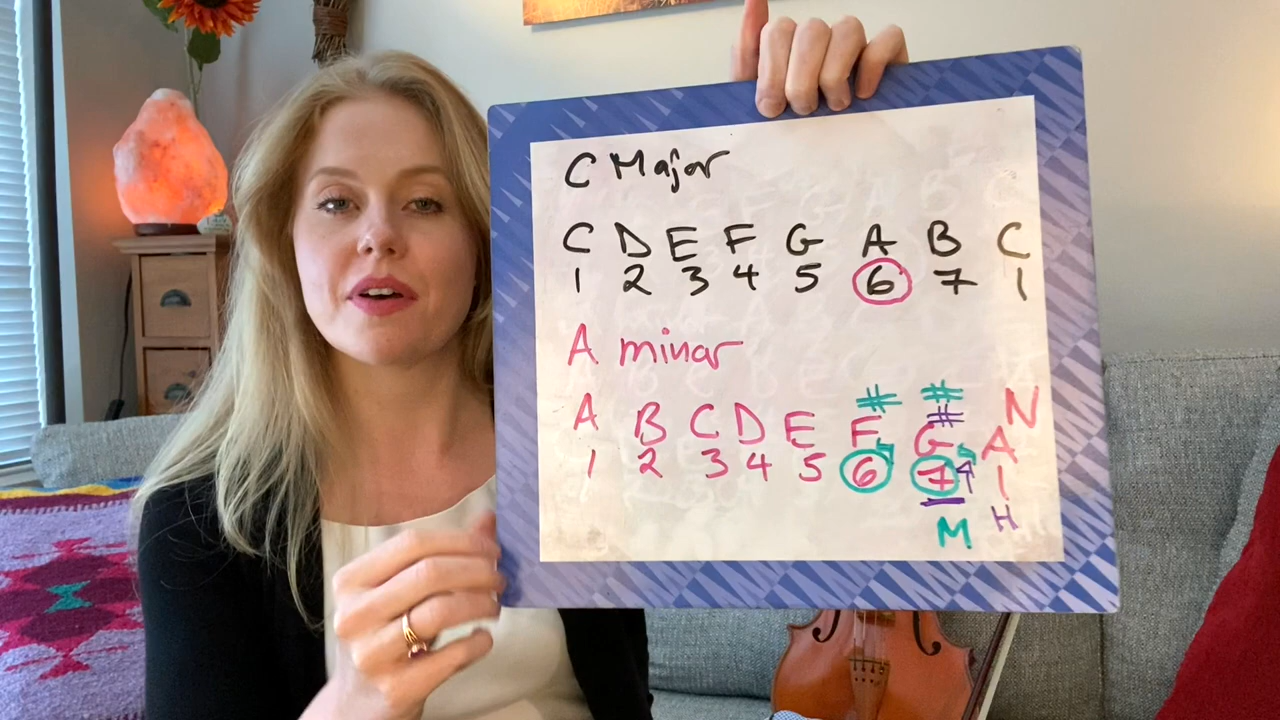 C Major
C D E F G A B C
1 2 3 4 5 6 7 1
A minor
# # N
#
A B C D E F G A
1 2 3 4 5 6 7 1
M H